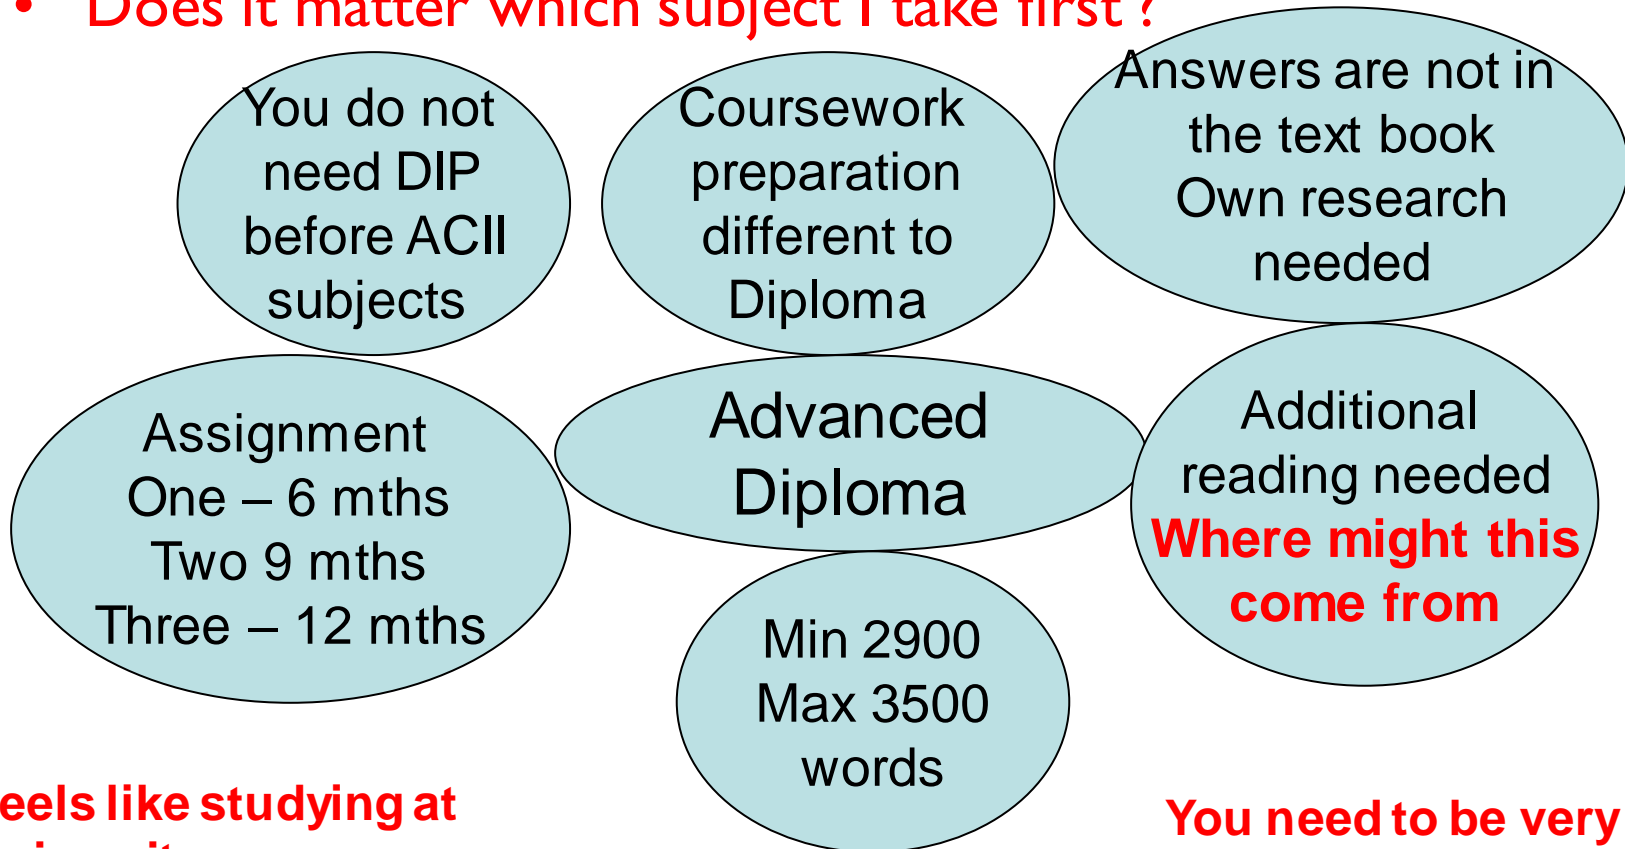 • Does it matter which subject I take first ?
You do not
need DIP
before ACII
subjects
Coursework
preparation
different to
Diploma
Answers are not in
the text book
Own research
needed
Assignment
One – 6 mths
Two 9 mths
Three – 12 mths
Advanced
Diploma
Additional
reading needed
Where might this
come from
Min 2900
Max 3500
words
eels like studying at
You need to be very